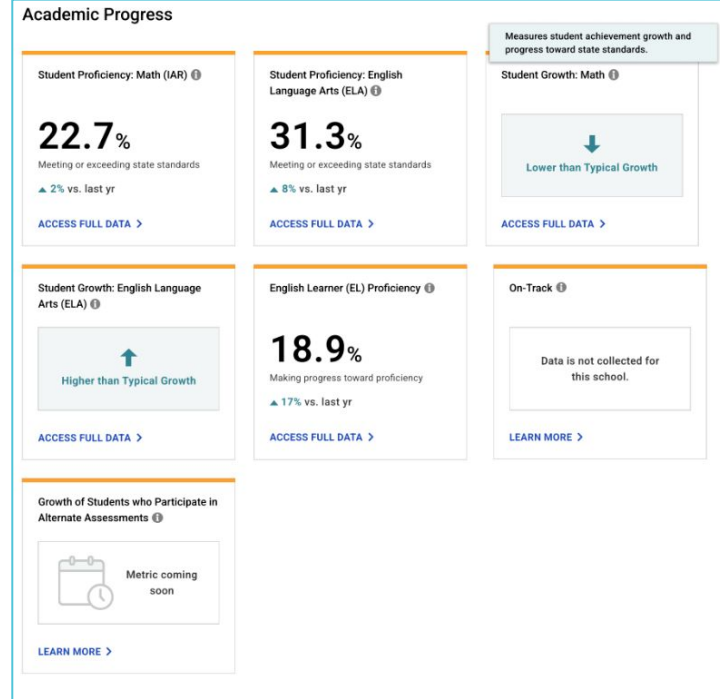 Academic Progress
Measures student achievement growth and
progress toward state standards.
Student Proficiency: Math (IAR)
22.7%
Meeting or exceeding state standards
▲ 2% vs. last yr
ACCESS FULL DATA >
Student Proficiency: English
Language Arts (ELA)
31.3%
Meeting or exceeding state standards
▲ 8% vs. last yr
ACCESS FULL DATA >
Student Growth: Math
Lower than Typical Growth
ACCESS FULL DATA >
Student Growth: English Language
Arts (ELA)
Higher than Typical Growth
ACCESS FULL DATA >
English Learner (EL) Proficiency
18.9%
Making progress toward proficiency
▲ 17% vs. last yr
ACCESS FULL DATA >
On-Track
Data is not collected for
this school.
LEARN MORE >
Growth of Students who Participate in
Alternate Assessments
Metric coming
soon
LEARN MORE >